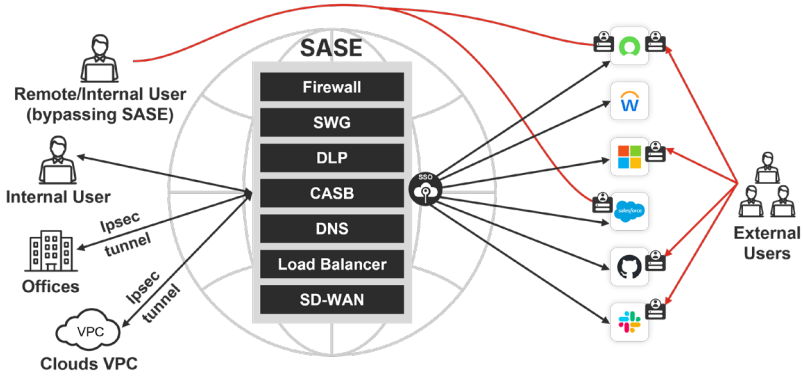 SASE
Remote/Internal User
(bypassing SASE)
Internal User
Ipsec
tunnel
Offices
Ipsec
tunnel
VPC
Clouds VPC
Firewall
SWG
DLP
CASB
DNS
Load Balancer
SD-WAN
SSO
W
salesforce
External
Users